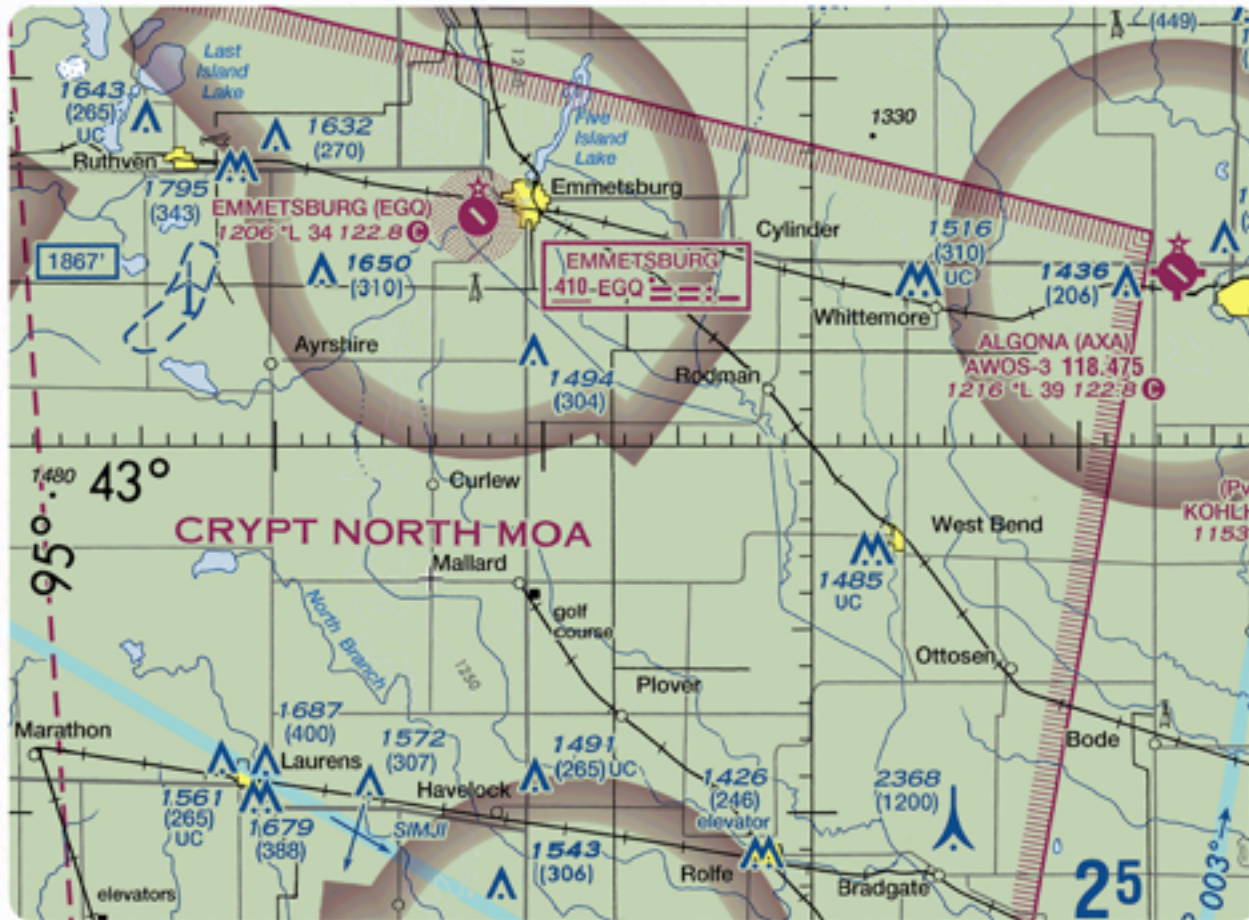 (449)
Last
Island
Lake
1643
(265)
UC
1632
(270)
Ruthven
1795
(343)
1330
Five
Island
Lake
Emmetsburg
EMMETSBURG (EGQ)
1206 *L 34 122.8 C
1867'
1650
(310)
EMMETSBURG
410 EGQ
Cylinder
1516
(310)
UC
1436
(206)
Whittemore
ALGONA (AXA)
AWOS-3 118.475
1216 *L 39 122.8 C
Ayrshire
1494
(304)
Rodman
1480
43°
95°
Curlew
CRYPT NORTH MOA
West Bend
1485
UC
1153
Mallard
golf
course
North Branch
1250
Ottosen
Plover
Bode
Marathon
1687
(400)
Laurens
1572
(307)
1491
(265) UC
1426
(246)
elevator
2368
(1200)
Havelock
1561
(265)
UC
1679
(388)
SIMJI
1543
(306)
Rolfe
Bradgate
elevators
25
003°